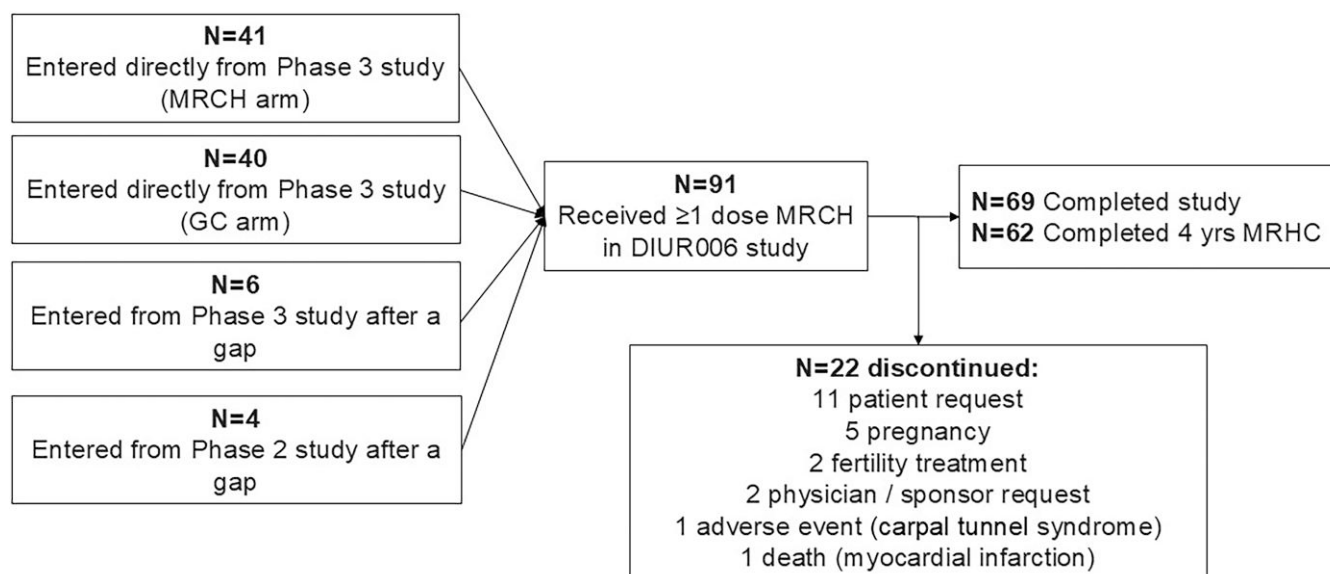 N=41
Entered directly from Phase 3 study
(MRCH arm)
N=40
Entered directly from Phase 3 study
(GC arm)
N=6
Entered from Phase 3 study after a
gap
N=4
Entered from Phase 2 study after a
gap
N=91
Received ≥1 dose MRCH
in DIUR006 study
N=69 Completed study
N=62 Completed 4 yrs MRHC
N=22 discontinued:
11 patient request
5 pregnancy
2 fertility treatment
2 physician / sponsor request
1 adverse event (carpal tunnel syndrome)
1 death (myocardial infarction)